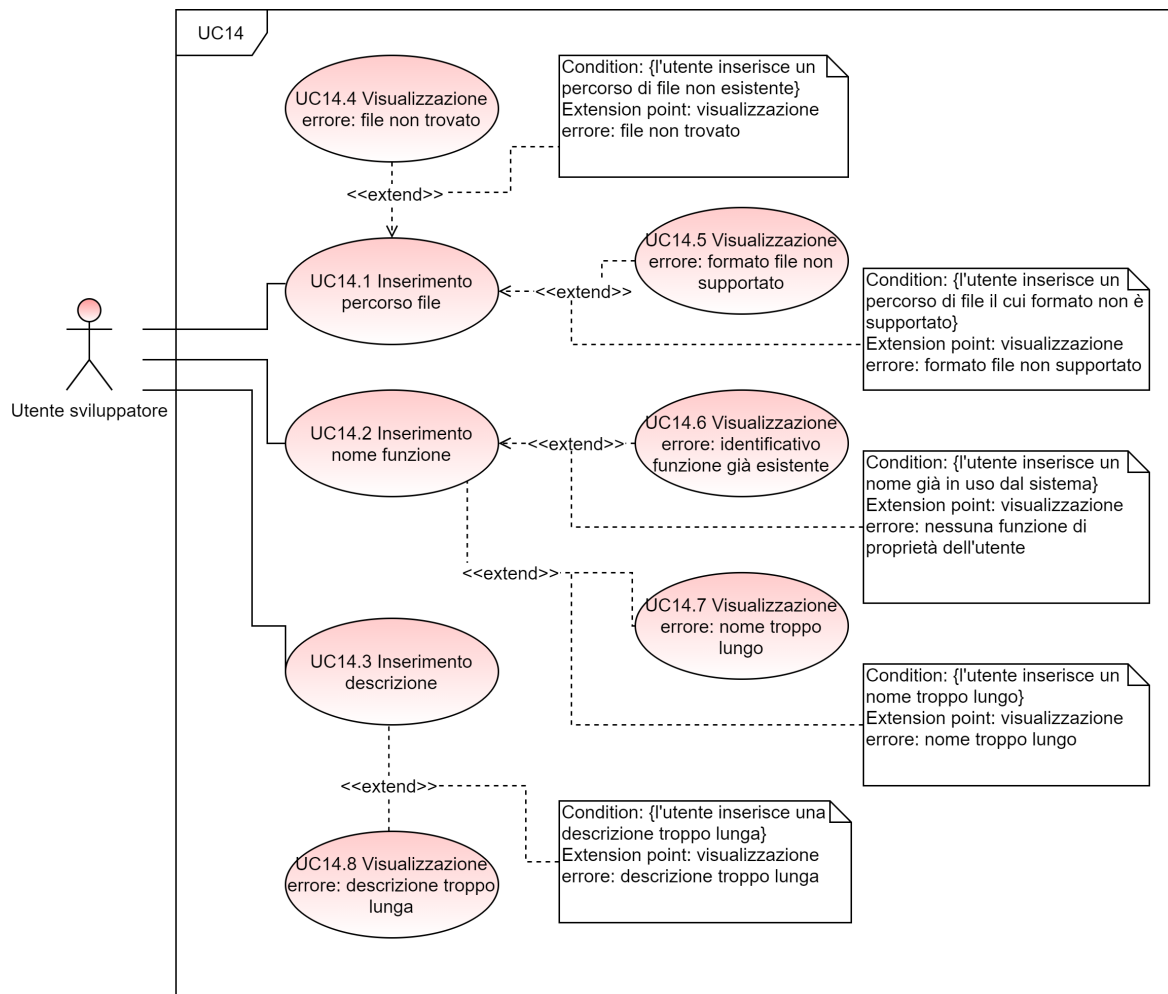 UC14
UC14.4 Visualizzazione
errore: file non trovato
Condition: {l'utente inserisce un
percorso di file non esistente}
Extension point: visualizzazione
errore: file non trovato
<<extend>>
UC14.1 Inserimento
percorso file
<<extend>>
UC14.5 Visualizzazione
errore: formato file non
supportato
Condition: {l'utente inserisce un
percorso di file il cui formato non è
supportato}
Extension point: visualizzazione
errore: formato file non supportato
Utente sviluppatore
UC14.2 Inserimento
nome funzione
<<extend>>
UC14.6 Visualizzazione
errore: identificativo
funzione già esistente
Condition: {l'utente inserisce un
nome già in uso dal sistema}
Extension point: visualizzazione
errore: nessuna funzione di
proprietà dell'utente
<<extend>>
UC14.7 Visualizzazione
errore: nome troppo
lungo
Condition: {l'utente inserisce un
nome troppo lungo}
Extension point: visualizzazione
errore: nome troppo lungo
UC14.3 Inserimento
descrizione
<<extend>>
UC14.8 Visualizzazione
errore: descrizione troppo
lunga
Condition: {l'utente inserisce una
descrizione troppo lunga}
Extension point: visualizzazione
errore: descrizione troppo lunga